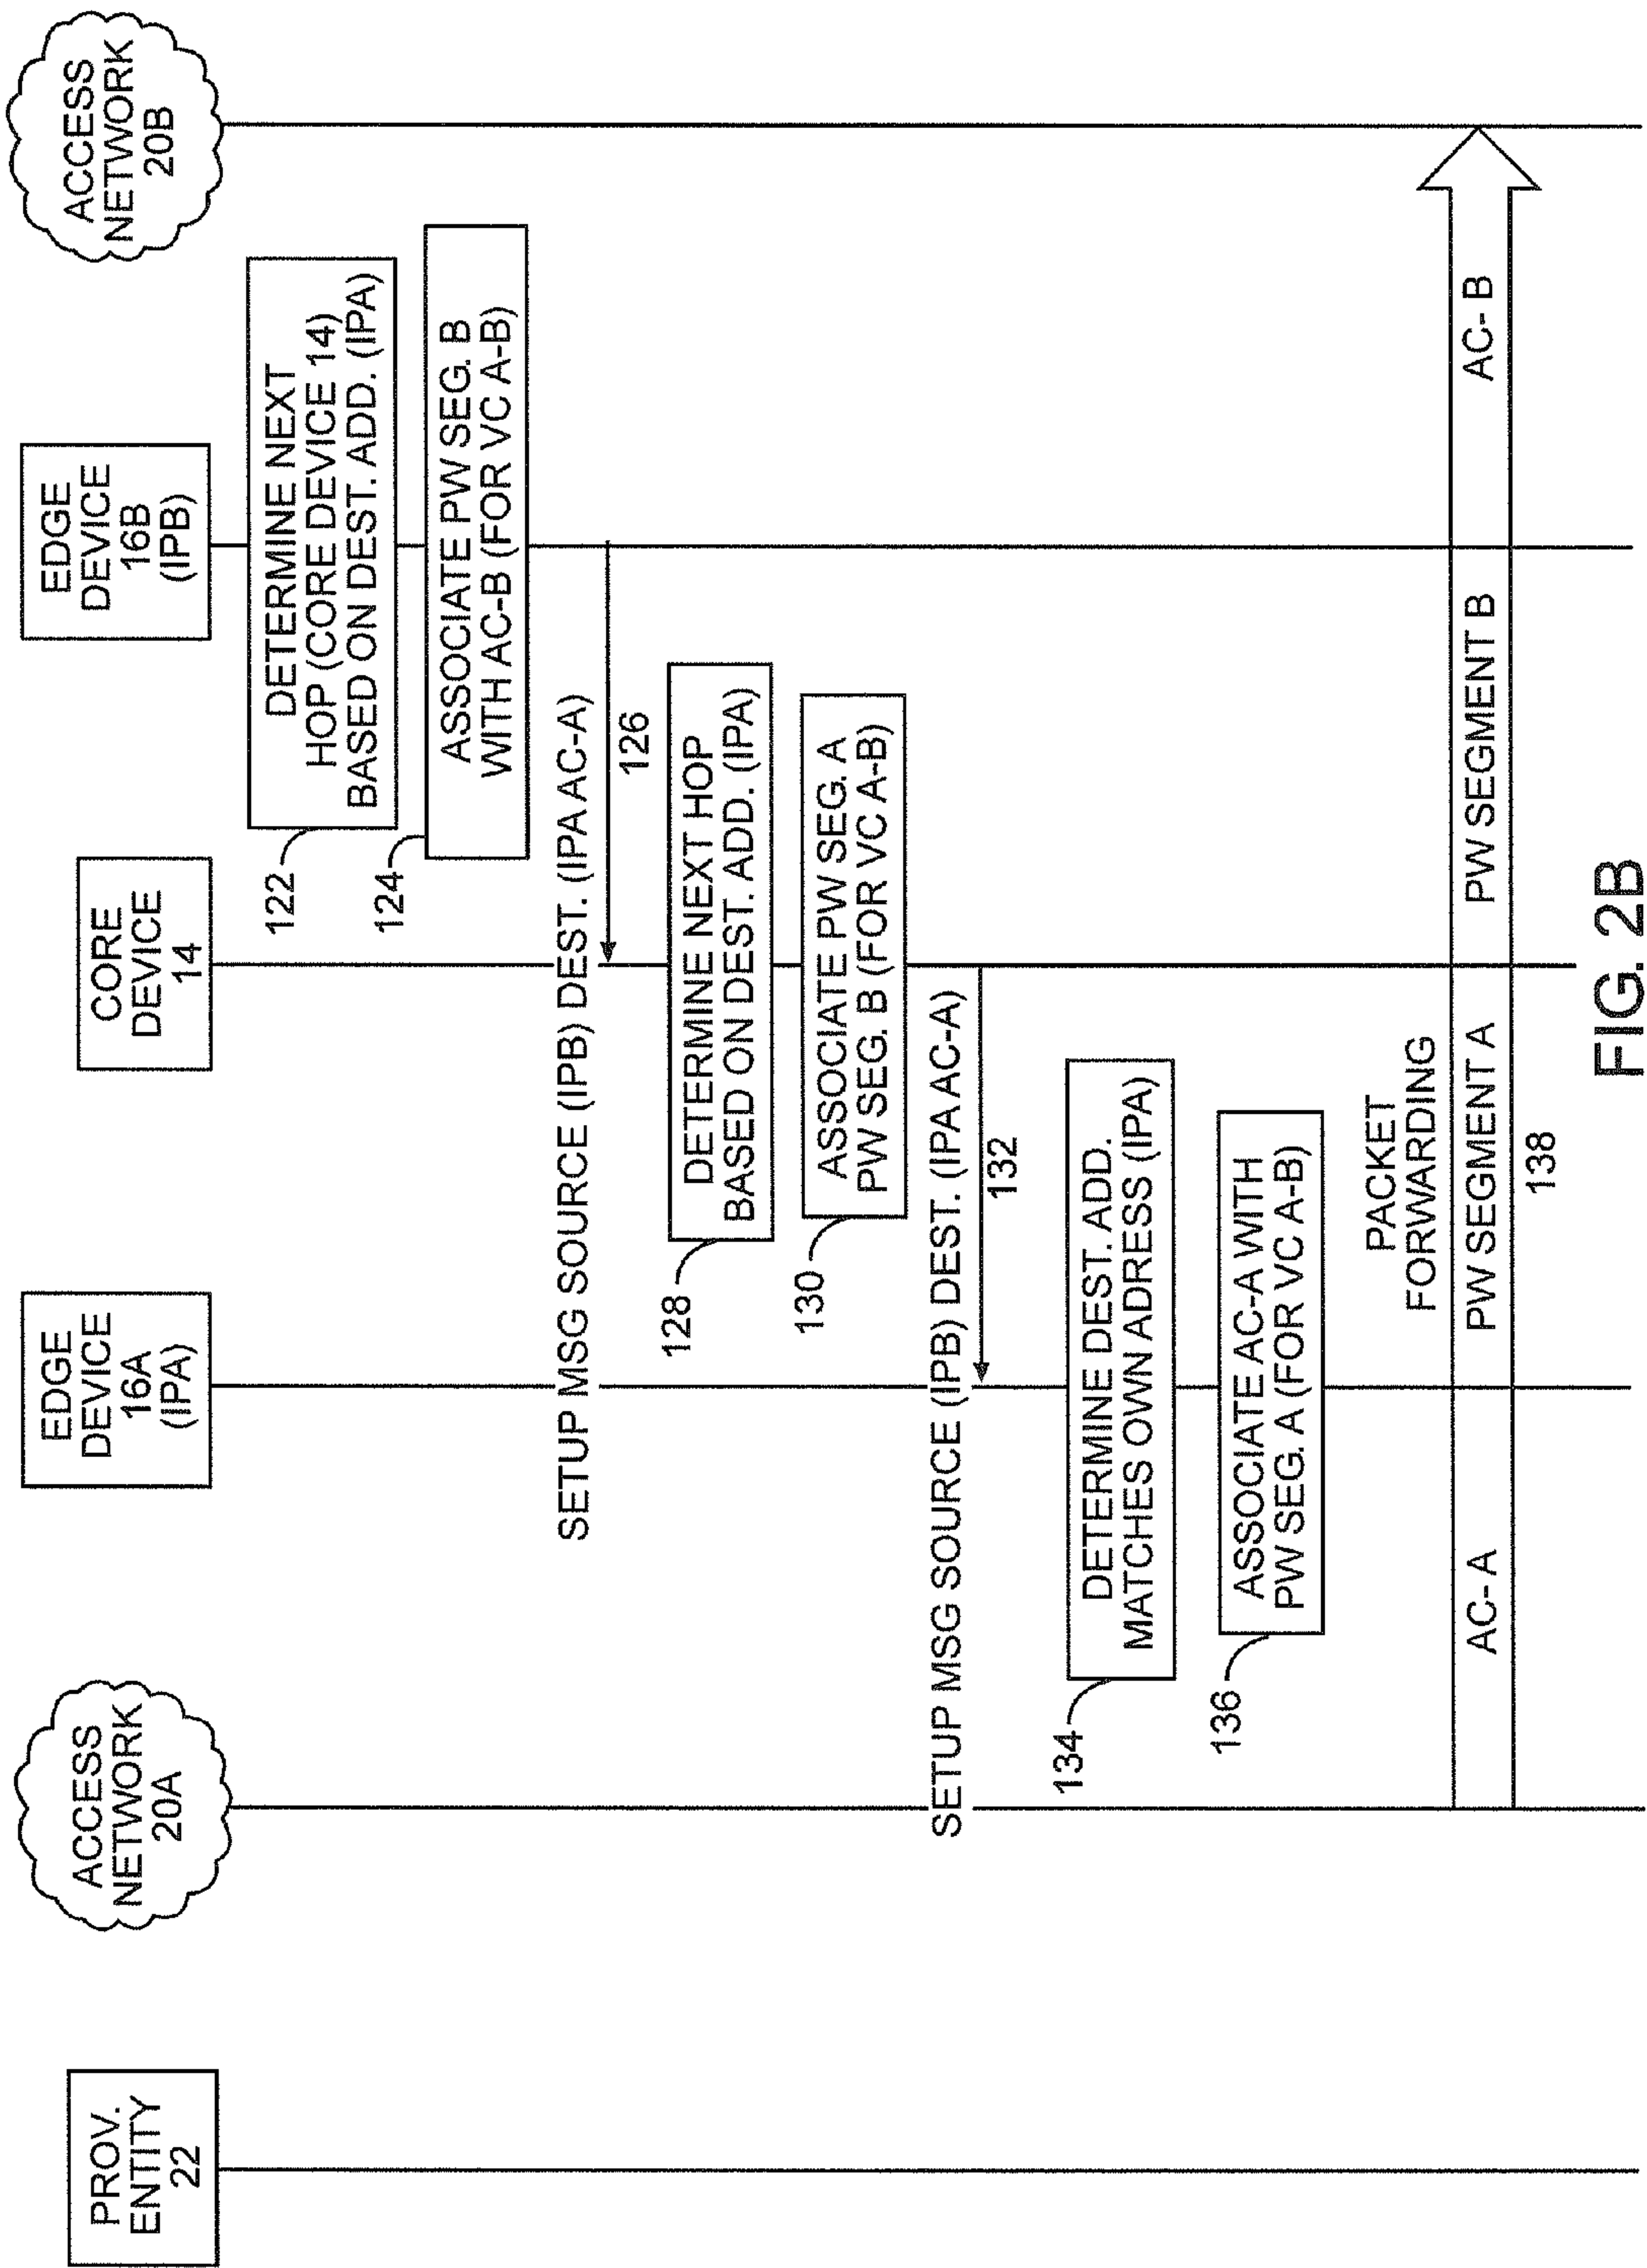 PROV.
ENTITY
22
ACCESS
NETWORK
20A
EDGE
DEVICE
16A
(IPA)
CORE
DEVICE
14
EDGE
DEVICE
16B
(IPB)
ACCESS
NETWORK
20B
122
DETERMINE NEXT
HOP (CORE DEVICE 14)
BASED ON DEST. ADD. (IPA)
124
ASSOCIATE PW SEG. B
WITH AC-B (FOR VC A-B)
SETUP MSG SOURCE (IPB) DEST. (IPA AC-A)
126
128
DETERMINE NEXT HOP
BASED ON DEST. ADD. (IPA)
130
ASSOCIATE PW SEG. A
PW SEG. B (FOR VC A-B)
SETUP MSG SOURCE (IPB) DEST. (IPA AC-A)
132
134
DETERMINE DEST. ADD.
MATCHES OWN ADRESS (IPA)
136
ASSOCIATE AC-A WITH
PW SEG. A (FOR VC A-B)
PACKET
FORWARDING
AC- A
PW SEGMENT A
PW SEGMENT B
AC- B
138
FIG. 2B